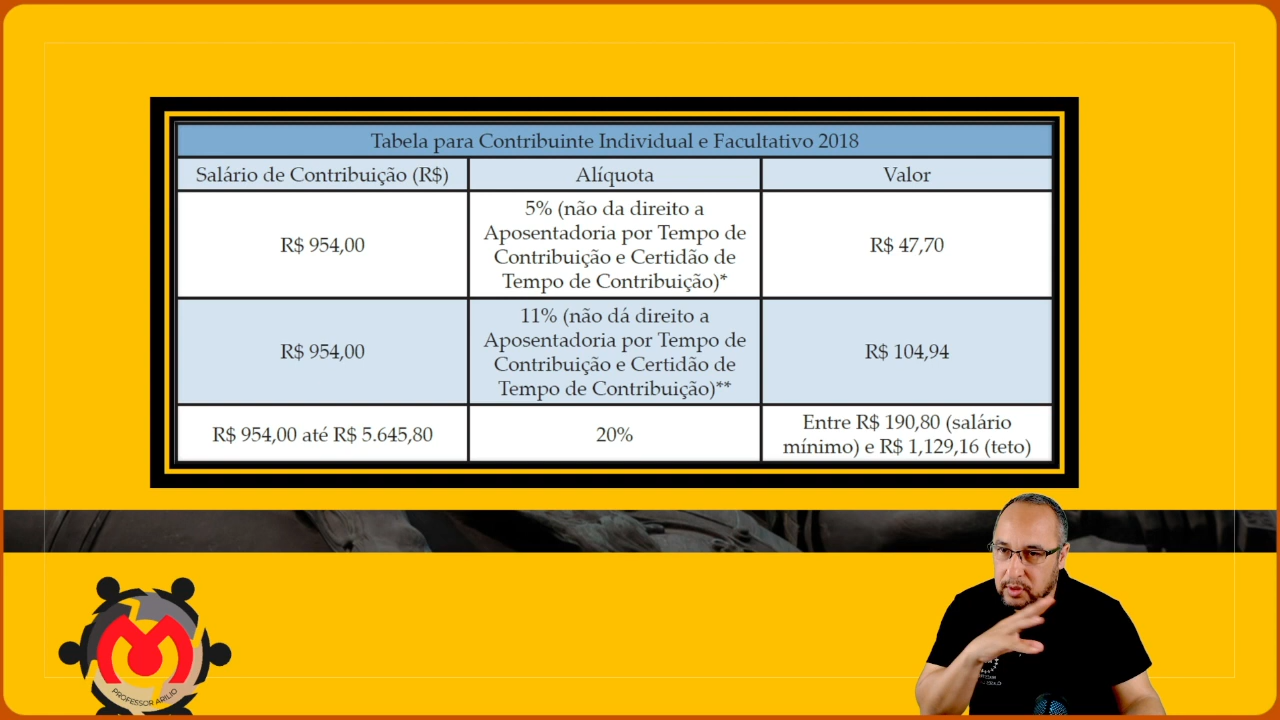 Tabela para Contribuinte Individual e Facultativo 2018
Salário de Contribuição (R$)
Alíquota
Valor
R$ 954,00
5% (não da direito a
Aposentadoria por Tempo de
Contribuição e Certidão de
Tempo de Contribuição)*
R$ 47,70
R$ 954,00
11% (não dá direito a
Aposentadoria por Tempo de
Contribuição e Certidão de
Tempo de Contribuição)**
R$ 104,94
R$ 954,00 até R$ 5.645,80
20%
Entre R$ 190,80 (salário
mínimo) e R$ 1,129,16 (teto)
PROFESSOR ARILIO